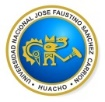 UNIVERSIDAD NACIONAL JOSE FAUSTINO SANCHEZ CARRION
HUACHO